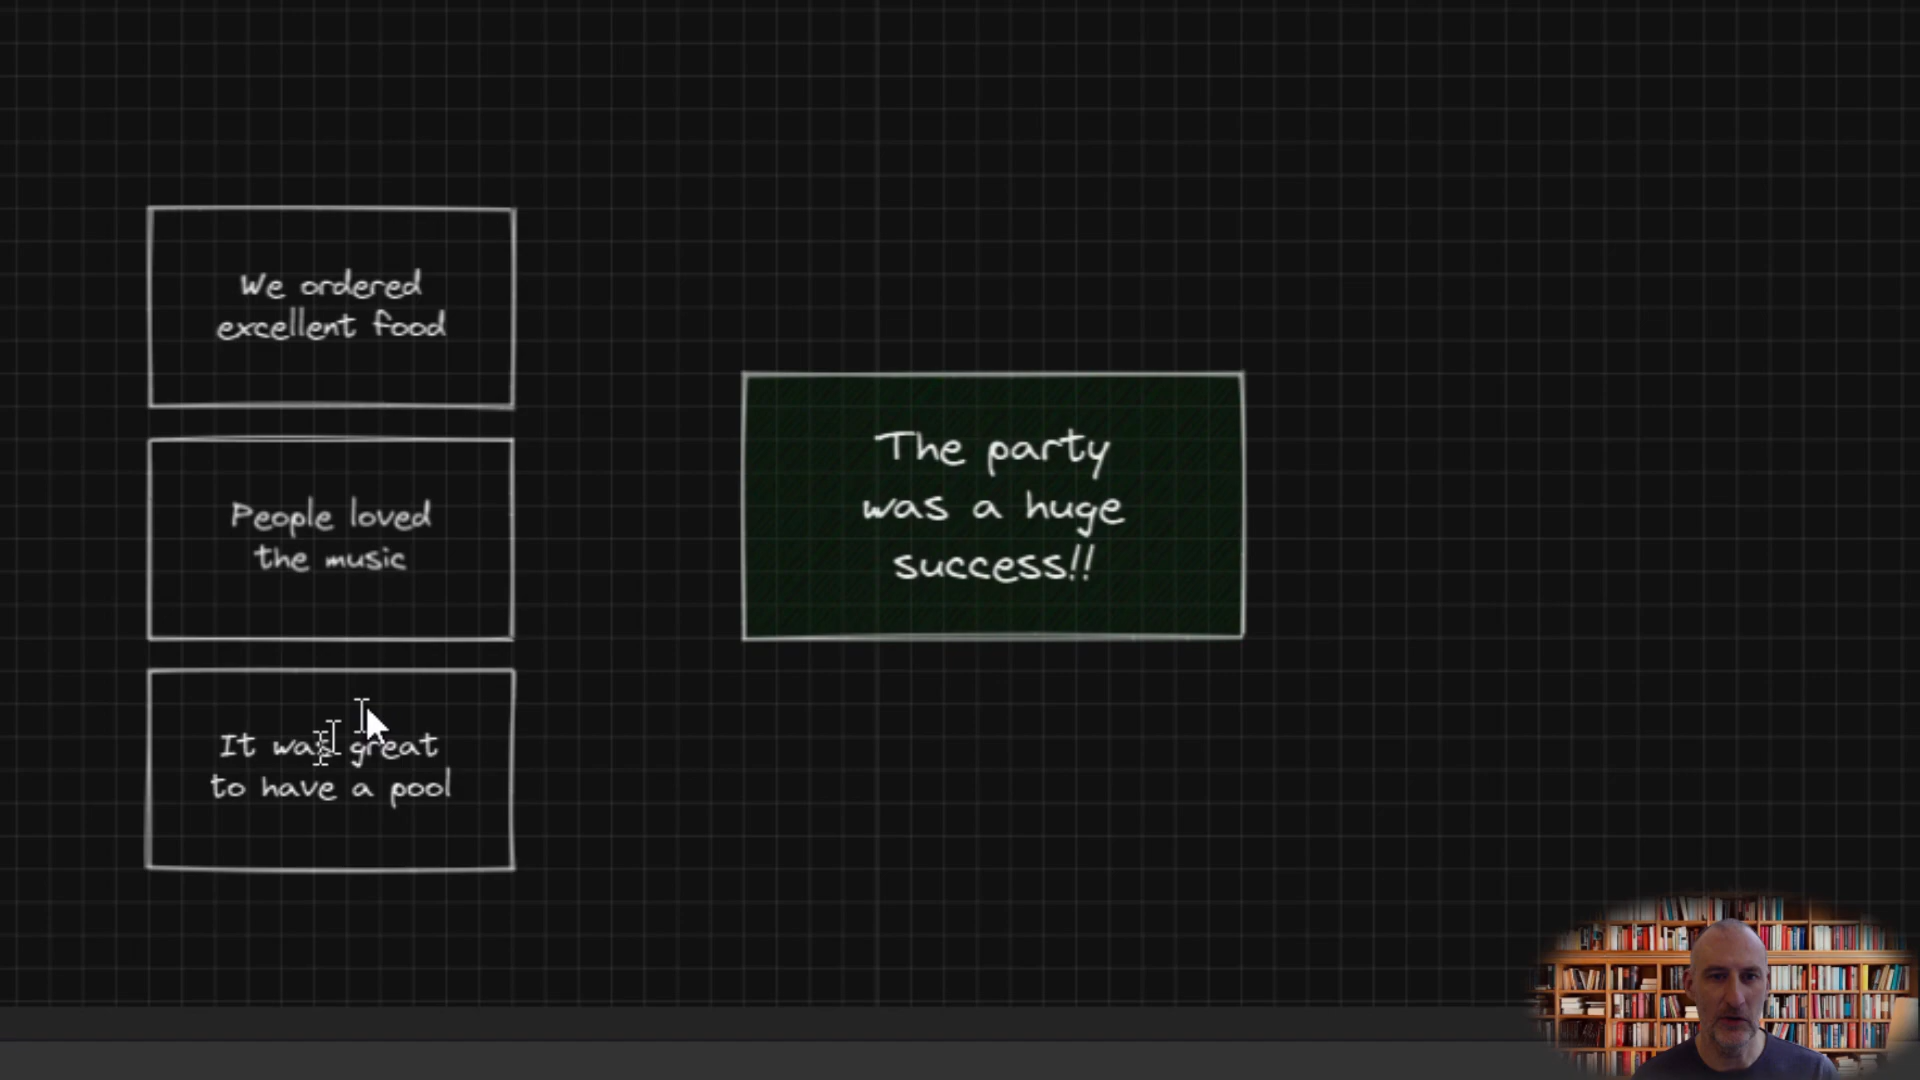 We ordered
excellent food
People loved
the music
It was great
to have a pool
The party
was a huge
success!!